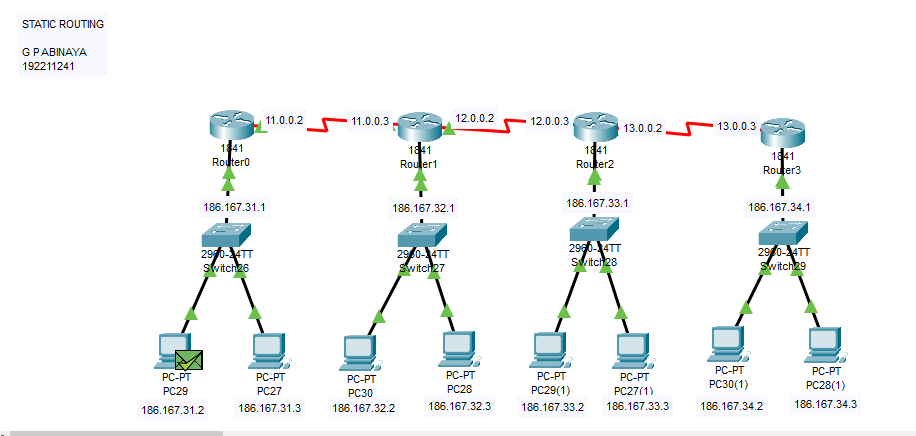 STATIC ROUTING
G P ABINAYA
192211241
11.0.0.2
11.0.0.3
12.0.0.2
12.0.0.3
13.0.0.2
13.0.0.3
1841
Router0
1841
Router1
1841
Router2
1841
Router3
186.167.31.1
186.167.32.1
186.167.33.1
186.167.34.1
2960-24TT
Switch26
2960-24TT
Switch27
2960-24TT
Switch28
2960-24TT
Switch29
PC-PT
PC29
PC-PT
PC27
PC-PT
PC30
PC-PT
PC28
PC-PT
PC29(1)
PC-PT
PC27(1)
PC-PT
PC30(1)
PC-PT
PC28(1)
186.167.31.2
186.167.31.3
186.167.32.2
186.167.32.3
186.167.33.2
186.167.33.3
186.167.34.2
186.167.34.3